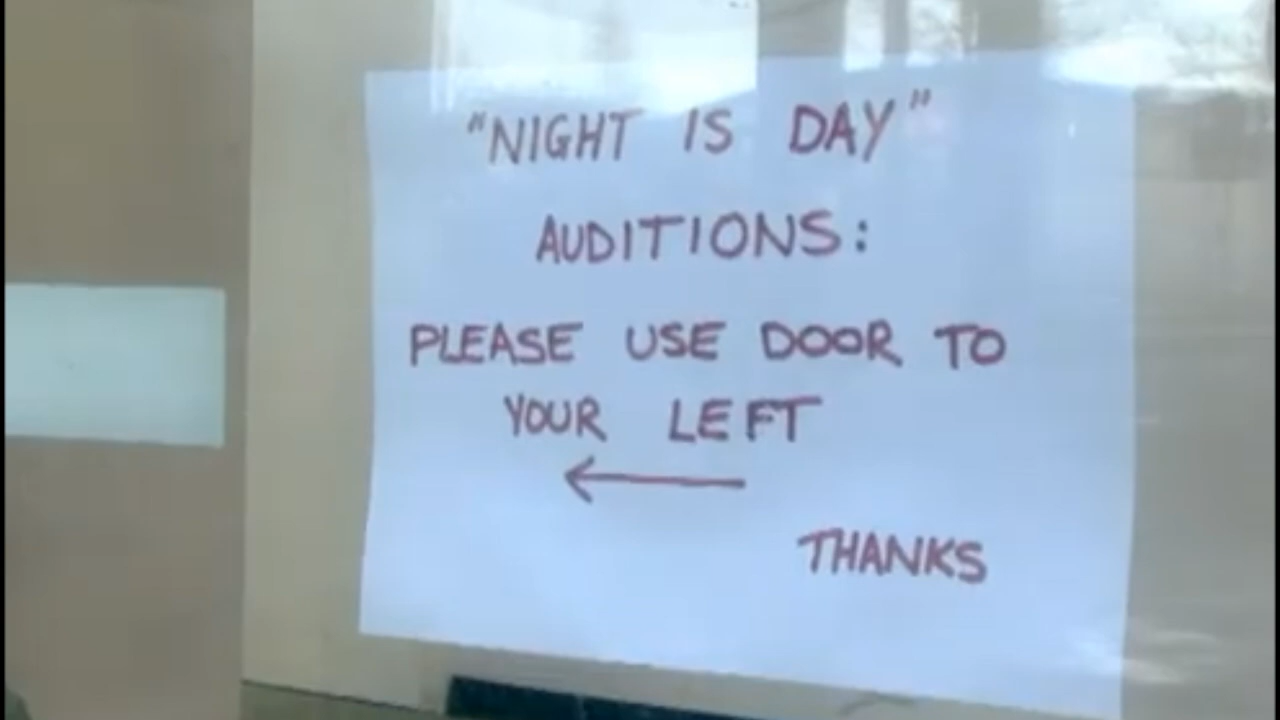 "NIGHT IS DAY"
AUDITIONS:
PLEASE USE DOOR TO
YOUR LEFT
THANKS